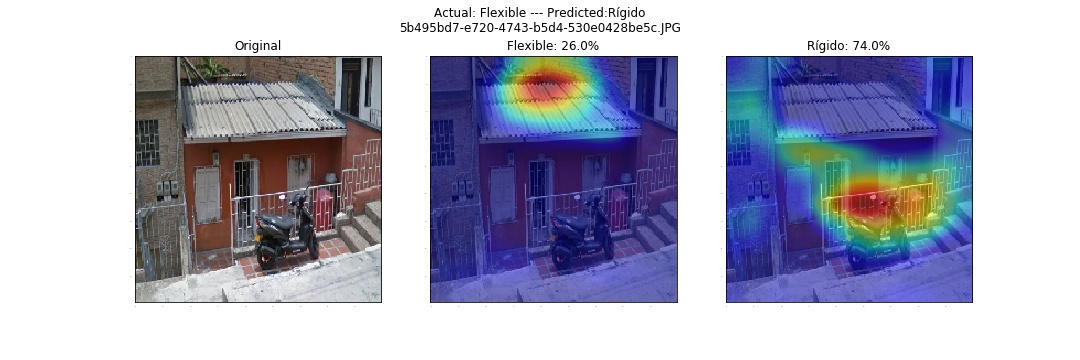 Actual: Flexible --- Predicted:Rígido
5b495bd7-e720-4743-b5d4-530e0428be5c.JPG
Original
Flexible: 26.0%
Rígido: 74.0%